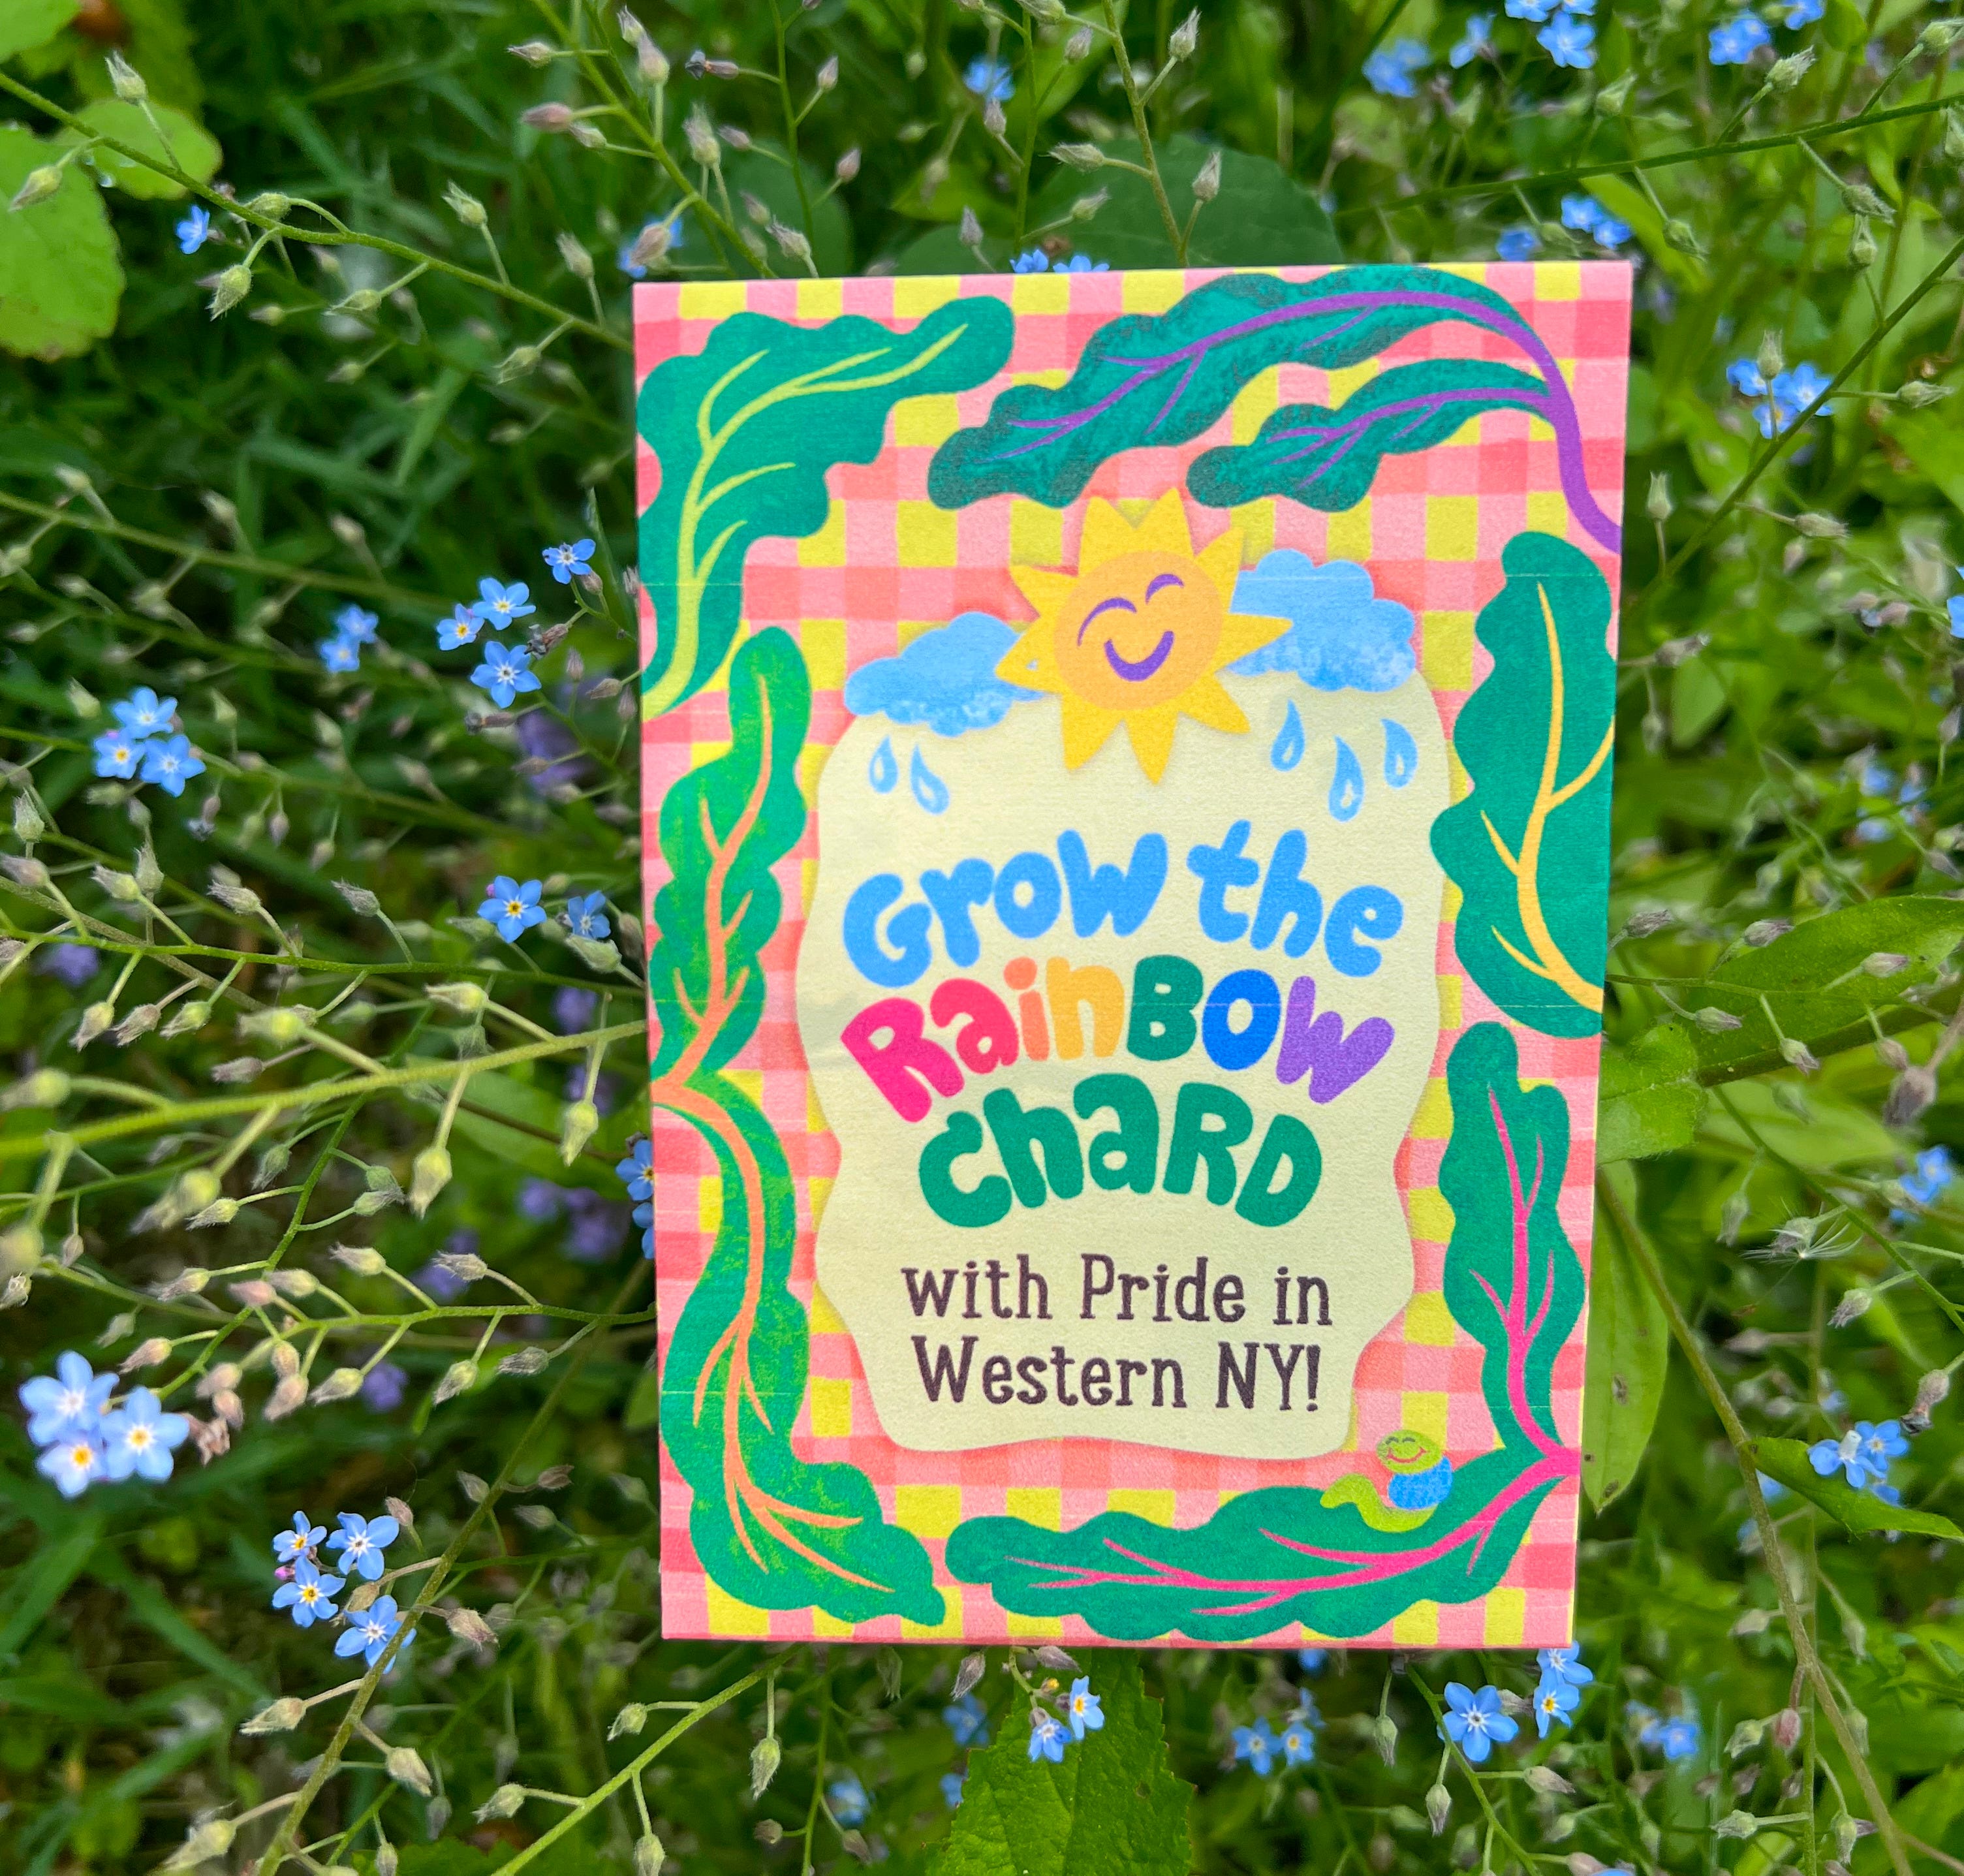 Grow the
Rainbow
Chard
with Pride in
Western NY!